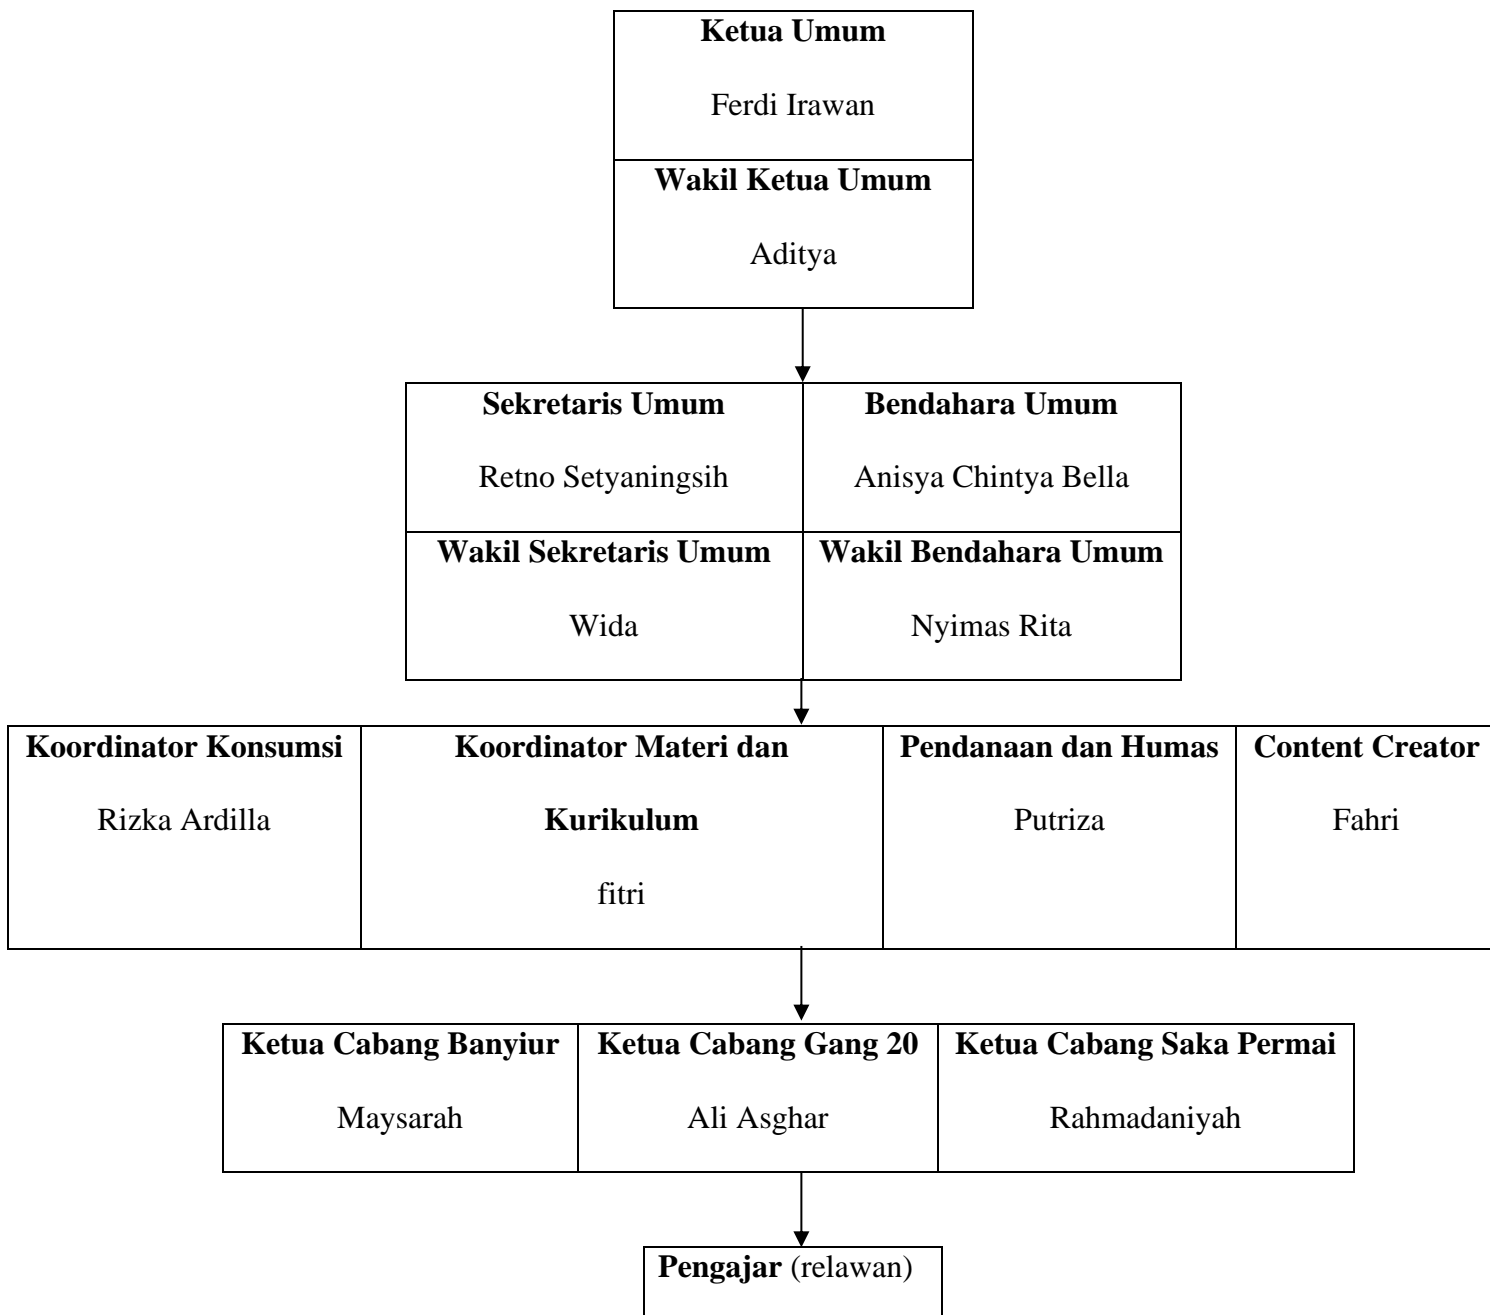 Ketua Umum
Ferdi Irawan
Wakil Ketua Umum
Aditya
Sekretaris Umum
Retno Setyaningsih
Bendahara Umum
Anisya Chintya Bella
Wakil Sekretaris Umum
Wida
Wakil Bendahara Umum
Nyimas Rita
Koordinator Konsumsi
Rizka Ardilla
Koordinator Materi dan
Kurikulum
fitri
Pendanaan dan Humas
Putriza
Content Creator
Fahri
Ketua Cabang Banyiur
Maysarah
Ketua Cabang Gang 20
Ali Asghar
Ketua Cabang Saka Permai
Rahmadaniyah
Pengajar (relawan)